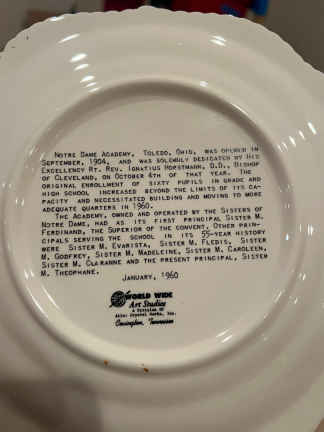 NOTRE DAME ACADEMY, TOLEDO, OHIO, WAS OPENED IN
SEPTEMBER, 1904, AND WAS SOLEMNLY DEDICATED BY HIS
EXCELLENCY RT. REV. IGNATIUS HORSTMANN, D.D., BISHOP
OF CLEVELAND, ON OCTOBER 4TH OF THAT YEAR. THE
ORIGINAL ENROLLMENT OF SIXTY PUPILS IN GRADE AND
HIGH SCHOOL INCREASED BEYOND THE LIMITS OF ITS CA-
PACITY AND NECESSITATED BUILDING AND MOVING TO MORE
ADEQUATE QUARTERS IN 1960.
THE ACADEMY, OWNED AND OPERATED BY THE SISTERS OF
NOTRE DAME, HAD AS ITS FIRST PRINCIPAL SISTER M.
FERDINAND, THE SUPERIOR OF THE CONVENT. OTHER PRIN-
CIPALS SERVING THE SCHOOL IN ITS 55-YEAR HISTORY
WERE SISTER M. EVARISTA, SISTER M. FLEDIS, SISTER
M. GODFREY, SISTER M. MADELEINE, SISTER M. CAROLEEN,
SISTER M. CLARANNE AND THE PRESENT PRINCIPAL, SISTER
M. THEOPHANE.
JANUARY, 1960
WORLD WIDE
Art Studios
A Division Of
Crystal Works, Inc.
Covington, Tennessee